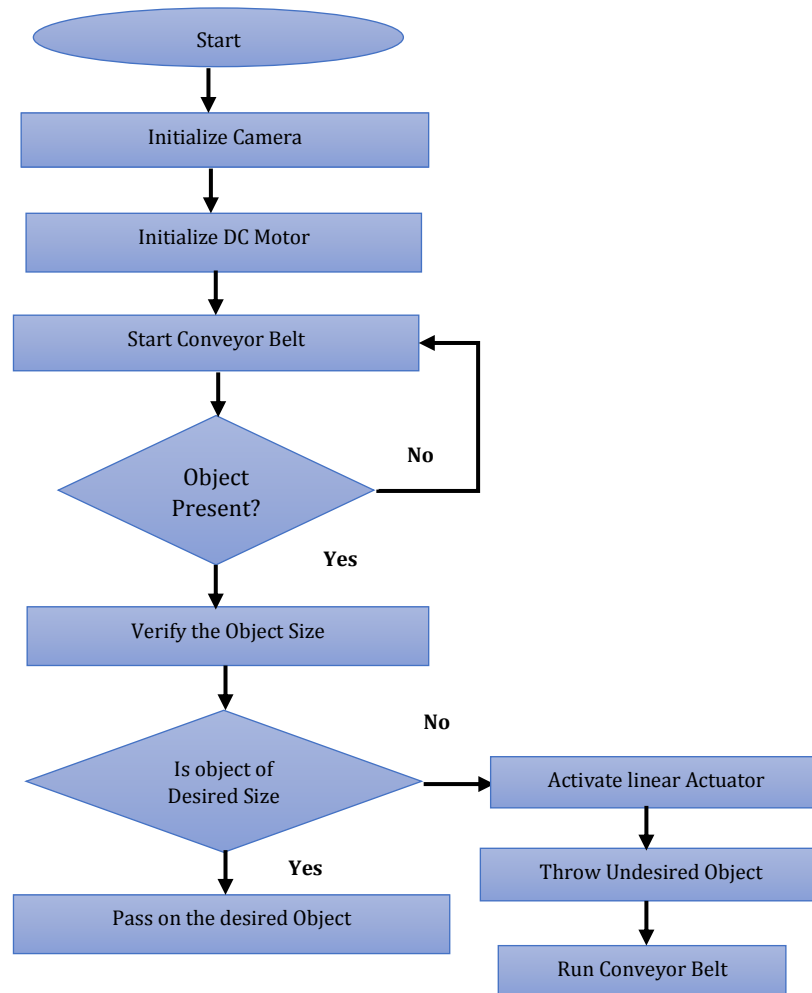 Start
Initialize Camera
Initialize DC Motor
Start Conveyor Belt
No
Object
Present?
Yes
Verify the Object Size
No
Is object of
Desired Size
Activate linear Actuator
Yes
Throw Undesired Object
Pass on the desired Object
Run Conveyor Belt